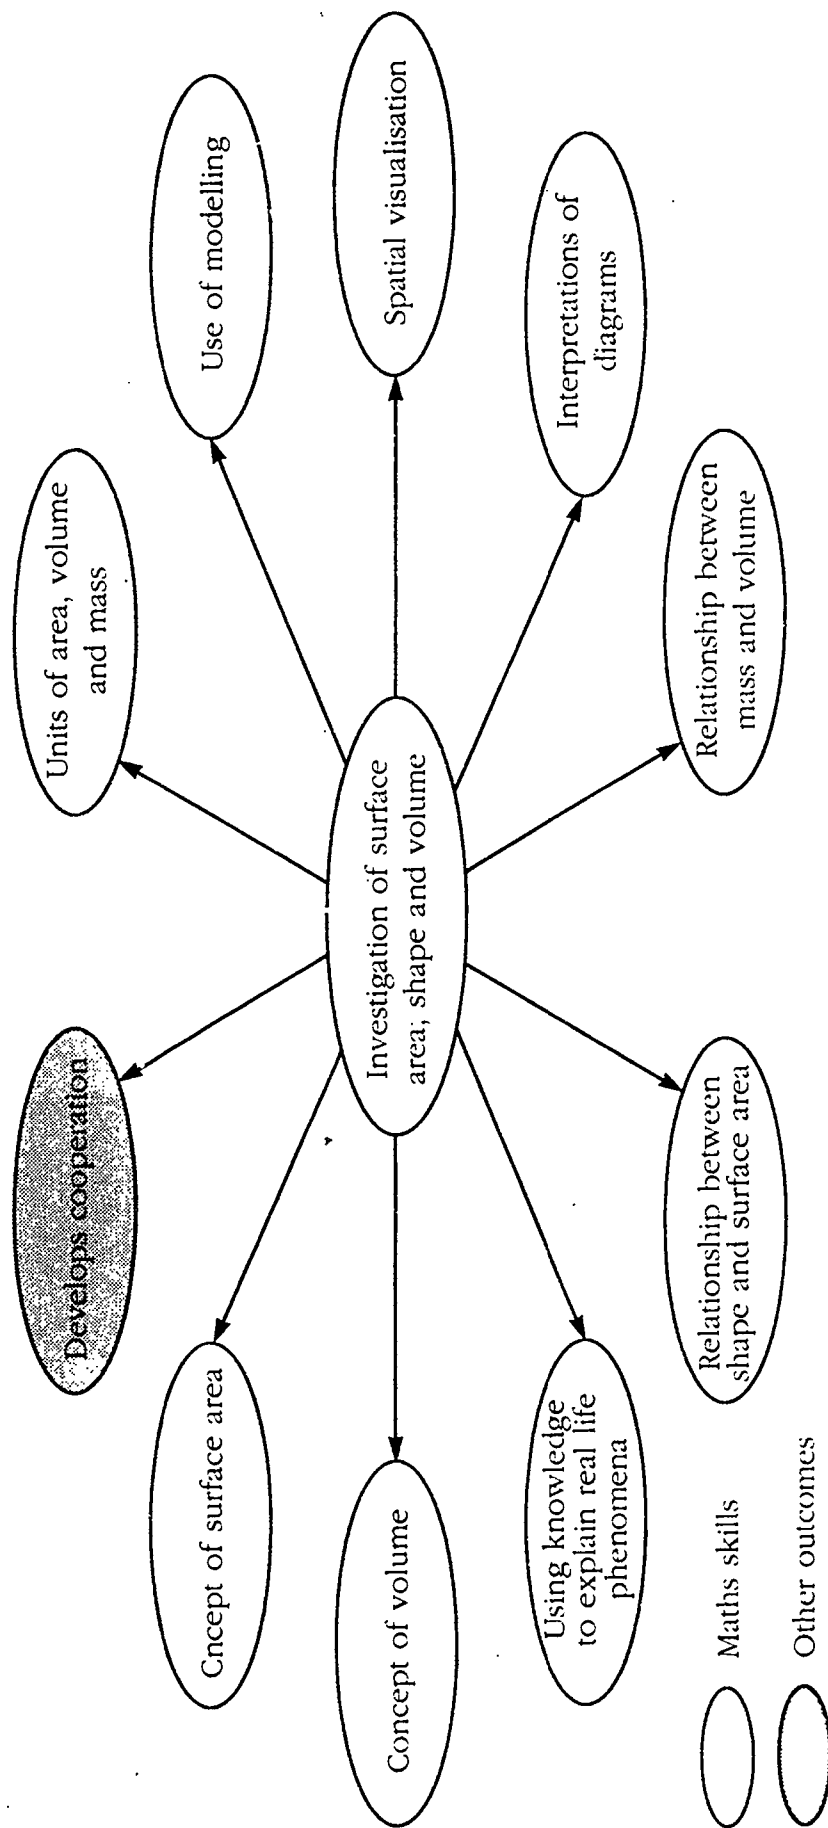 Develops cooperation
Units of area, volume
and mass
Cncept of surface area
Use of modelling
Concept of volume
Investigation of surface
area, shape and volume
Spatial visualisation
Using knowledge
to explain real life
phenomena
Interpretations of
diagrams
Relationship between
shape and surface area
Relationship between
mass and volume
Maths skills
Other outcomes